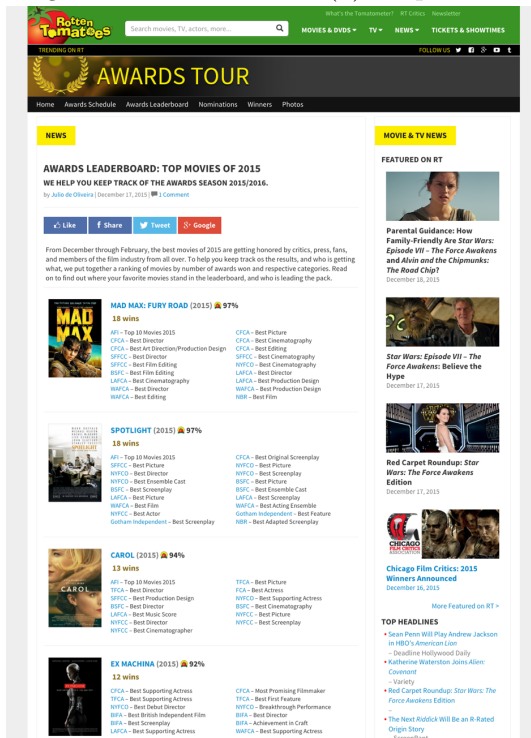 What's the Tomatometer? RT Critics Newsletter
Rotten
Tomatoes
Search movies, TV, actors, more...
MOVIES & DVDS TV NEWS TICKETS & SHOWTIMES
TRENDING ON RT
FOLLOW US
AWARDS TOUR
Home Awards Schedule Awards Leaderboard Nominations Winners Photos
NEWS
AWARDS LEADERBOARD: TOP MOVIES OF 2015
WE HELP YOU KEEP TRACK OF THE AWARDS SEASON 2015/2016.
by Julio de Oliveira | December 17, 2015 | 1 Comment
Like Share Tweet Google
From December through February, the best movies of 2015 are getting honored by critics, press, fans,
and members of the film industry from all over. To help you keep track os the results, and who is getting
what, we put together a ranking of movies by number of awards won and respective categories. Read
on to find out where your favorite movies stand in the leaderboard, and who is leading the pack.
MAD MAX
MAD MAX: FURY ROAD (2015) 97%
18 wins
AFI – Top 10 Movies 2015
CFCA – Best Director
CFCA – Best Art Direction/Production Design
SFFCC – Best Director
SFFCC – Best Film Editing
BSFC – Best Film Editing
LAFCA – Best Cinematography
WAFCA – Best Director
WAFCA – Best Editing
CFCA – Best Picture
CFCA – Best Cinematography
CFCA – Best Editing
SFFCC – Best Cinematography
NYFCO – Best Cinematography
LAFCA – Best Director
LAFCA – Best Production Design
WAFCA – Best Production Design
NBR – Best Film
SPOTLIGHT
SPOTLIGHT (2015) 97%
18 wins
AFI – Top 10 Movies 2015
SFFCC – Best Picture
NYFCO – Best Director
NYFCO – Best Ensemble Cast
BSFC – Best Screenplay
LAFCA – Best Picture
WAFCA – Best Film
NYFCC – Best Actor
Gotham Independent – Best Screenplay
CFCA – Best Original Screenplay
NYFCO – Best Picture
NYFCO – Best Screenplay
BSFC – Best Picture
BSFC – Best Ensemble Cast
LAFCA – Best Screenplay
WAFCA – Best Acting Ensemble
Gotham Independent – Best Feature
NBR – Best Adapted Screenplay
CAROL
CAROL (2015) 94%
13 wins
AFI – Top 10 Movies 2015
TFCA – Best Director
SFFCC – Best Production Design
BSFC – Best Director
LAFCA – Best Music Score
NYFCC – Best Director
NYFCC – Best Cinematographer
TFCA – Best Picture
FCA – Best Actress
NYFCO – Best Supporting Actress
BSFC – Best Cinematography
NYFCC – Best Picture
NYFCC – Best Screenplay
EX MACHINA (2015) 92%
12 wins
CFCA – Best Supporting Actress
TFCA – Best Supporting Actress
NYFCO – Best Debut Director
BIFA – Best British Independent Film
BIFA – Best Screenplay
LAFCA – Best Supporting Actress
CFCA – Most Promising Filmmaker
TFCA – Best First Feature
NYFCO – Breakthrough Performance
BIFA – Best Director
BIFA – Achievement in Craft
WAFCA – Best Supporting Actress
MOVIE & TV NEWS
FEATURED ON RT
Parental Guidance: How
Family-Friendly Are Star Wars:
Episode VII – The Force Awakens
and Alvin and the Chipmunks:
The Road Chip?
December 18, 2015
Star Wars: Episode VII – The
Force Awakens: Believe the
Hype
December 17, 2015
Red Carpet Roundup: Star
Wars: The Force Awakens
Edition
December 17, 2015
CHICAGO
FILM CRITICS
ASSOCIATION
Chicago Film Critics: 2015
Winners Announced
December 16, 2015
More Featured on RT >
TOP HEADLINES
Sean Penn Will Play Andrew Jackson
in HBO's American Lion
– Deadline Hollywood Daily
Katherine Waterston Joins Alien:
Covenant
– Variety
Red Carpet Roundup: Star Wars: The
Force Awakens Edition
–
The Next Riddick Will Be an R-Rated
Origin Story
– ScreenRant